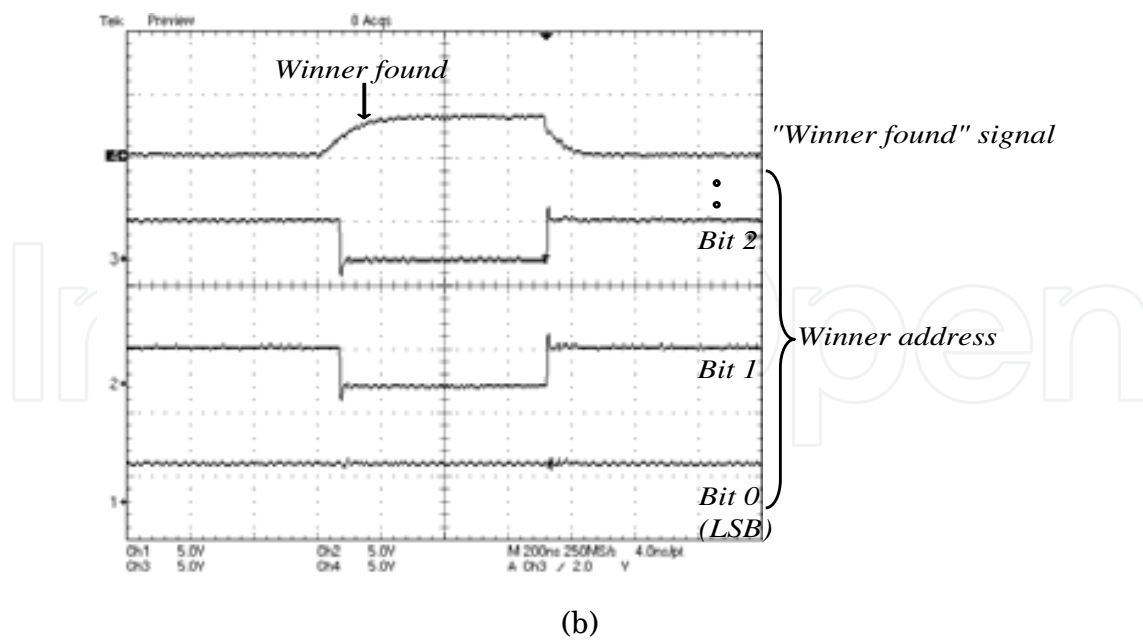 Tek Preview 0 Acqs
Winner found
"Winner found" signal
Bit 2
3
Winner address
Bit 1
2
Bit 0
(LSB)
1
Ch1 5.0V Ch2 5.0V M 200ns 250MS/s 4.0ns/pt
Ch3 5.0V Ch4 5.0V A Ch3 / 2.0 V
(b)